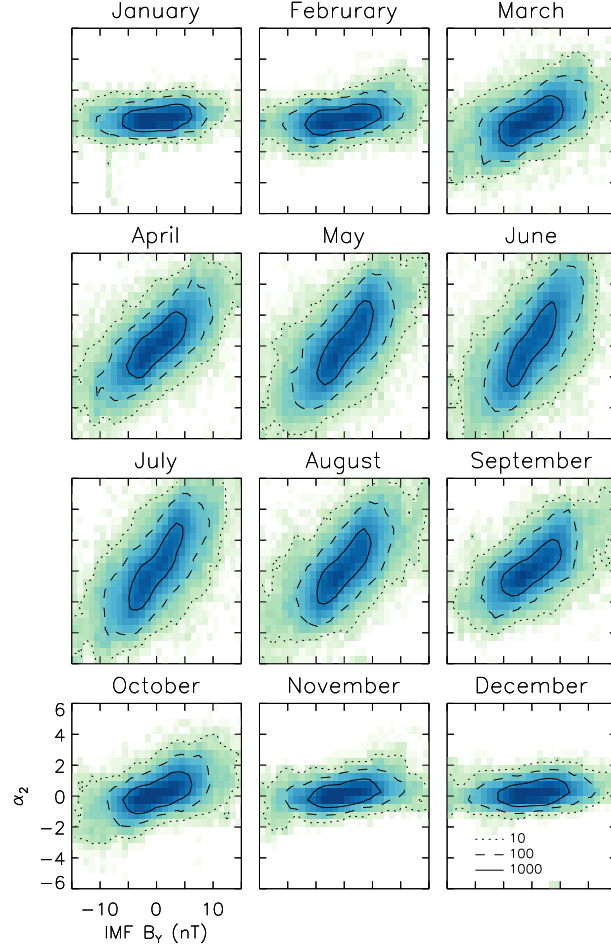 January Februrary March
April May June
July August September
October November December
6
4
2
0
−2
−4
−6
α2
10
100
1000
−10 0 10
IMF BY (nT)